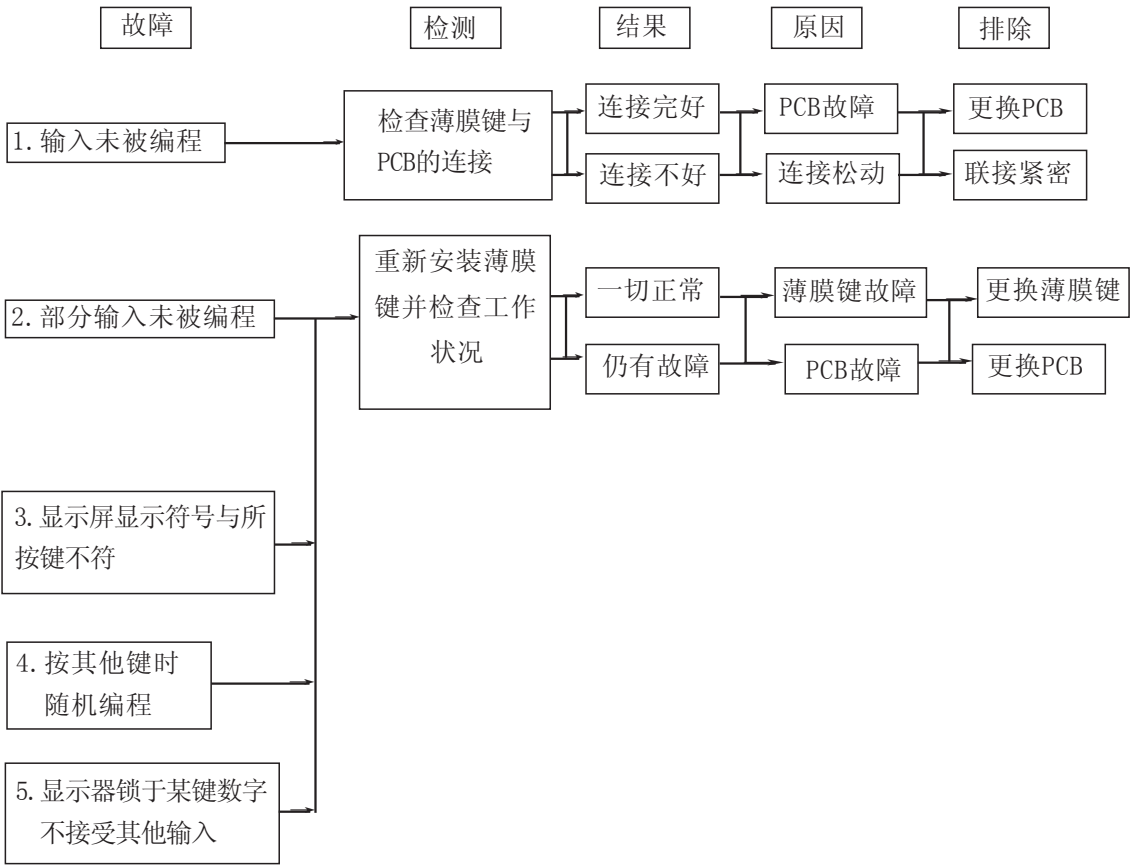 故障
检测
结果
原因
排除
1.输入未被编程
检查薄膜键与
PCB的连接
连接完好
PCB故障
更换PCB
连接不好
连接松动
联接紧密
2.部分输入未被编程
重新安装薄膜
键并检查工作
状况
一切正常
薄膜键故障
更换薄膜键
仍有故障
PCB故障
更换PCB
3.显示屏显示符号与所
按键不符
4.按其他键时
随机编程
5.显示器锁于某键数字
不接受其他输入